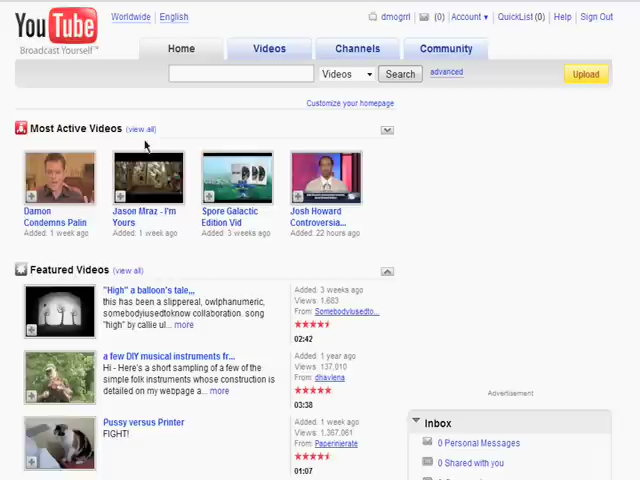 YouTube
Broadcast Yourself™
Worldwide | English
dmogrrl (0) Account ▾ QuickList (0) Help Sign Out
Home Videos Channels Community
Videos Search advanced Upload
Customize your homepage
Most Active Videos (view all)
Damon Condemns Palin
Added: 1 week ago
Jason Mraz - I'm Yours
Added: 1 week ago
Spore Galactic Edition Vid
Added: 3 weeks ago
Josh Howard Controversia...
Added: 22 hours ago
Featured Videos (view all)
"High" a balloon's tale,..
this has been a slippereal, owlphanumeric,
somebodyiusedtoknow collaboration. song
"high" by callie ul... more
Added: 3 weeks ago
Views: 1,683
From: Somebodyiusedto...
02:42
a few DIY musical instruments fr...
Hi - Here's a short sampling of a few of the
simple folk instruments whose construction is
detailed on my webpage a... more
Added: 1 year ago
Views: 137,010
From: dhavlena
03:38
Pussy versus Printer
FIGHT!
Added: 1 week ago
Views: 1,367,061
From: Paperinierate
01:07
Advertisement
Inbox
0 Personal Messages
0 Shared with you